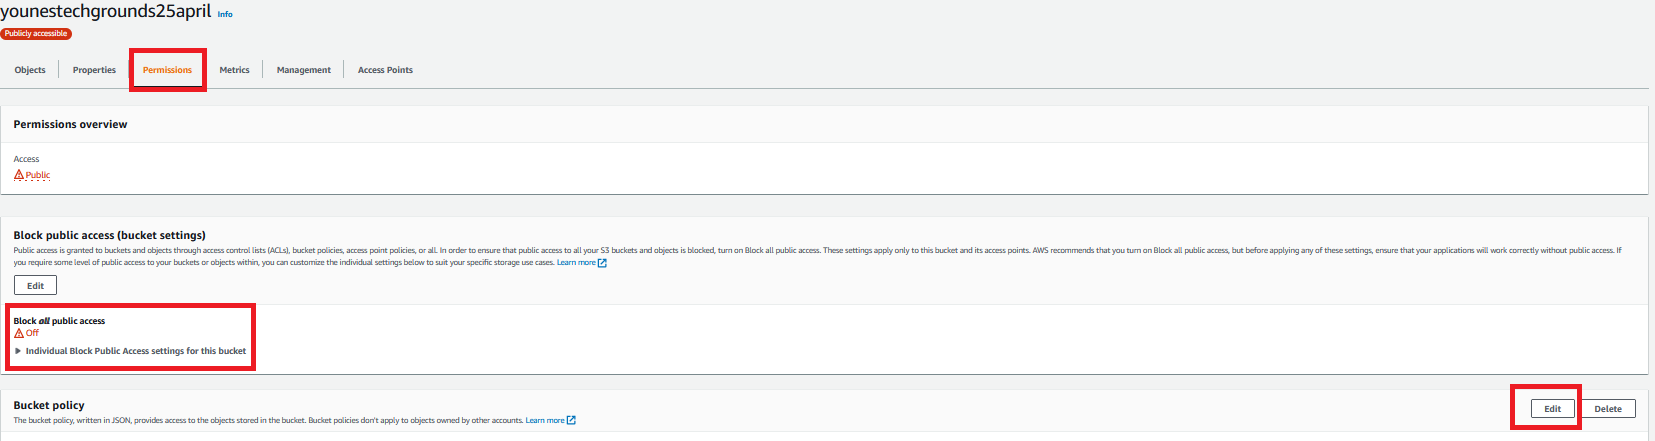 younestechgrounds25april Info
Publicly accessible
Objects Properties Permissions Metrics Management Access Points
Permissions overview
Access
Public
Block public access (bucket settings)
Public access is granted to buckets and objects through access control lists (ACLs), bucket policies, access point policies, or all. In order to ensure that public access to all your S3 buckets and objects is blocked, turn on Block all public access. These settings apply only to this bucket and its access points. AWS recommends that you turn on Block all public access, but before applying any of these settings, ensure that your applications will work correctly without public access. If
you require some level of public access to your buckets or objects within, you can customize the individual settings below to suit your specific storage use cases. Learn more
Edit
Block all public access
Off
Individual Block Public Access settings for this bucket
Bucket policy
Edit Delete
The bucket policy, written in JSON, provides access to the objects stored in the bucket. Bucket policies don't apply to objects owned by other accounts. Learn more